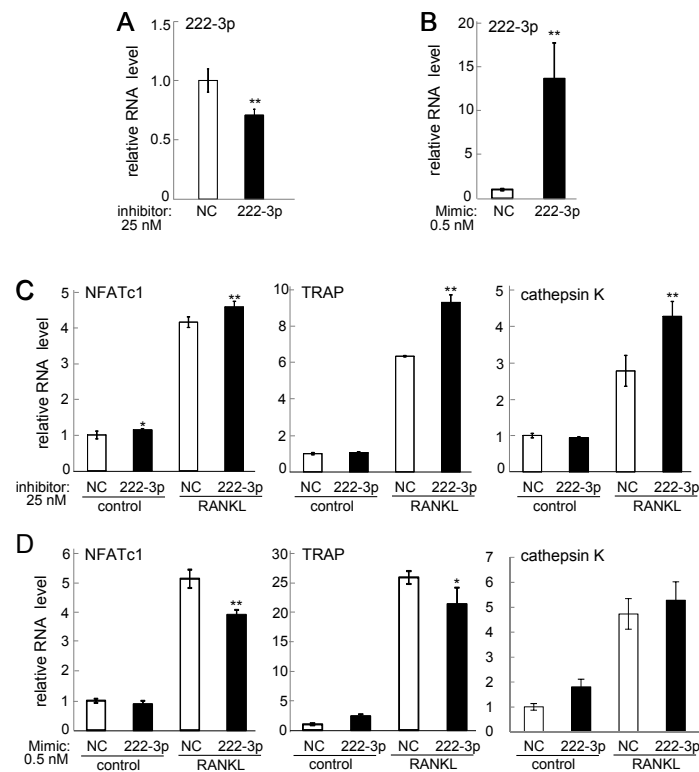 A
222-3p
relative RNA level
1.5
1.0
0.5
0
**
NC 222-3p
inhibitor:
25 nM
B
222-3p
relative RNA level
20
15
10
5
0
**
NC 222-3p
Mimic:
0.5 nM
C
NFATc1
relative RNA level
5
4
3
2
1
0
*
**
NC 222-3p NC 222-3p
control RANKL
inhibitor:
25 nM
TRAP
10
8
6
4
2
0
**
NC 222-3p NC 222-3p
control RANKL
cathepsin K
5
4
3
2
1
0
**
NC 222-3p NC 222-3p
control RANKL
D
NFATc1
relative RNA level
6
5
4
3
2
1
0
**
NC 222-3p NC 222-3p
control RANKL
Mimic:
0.5 nM
TRAP
30
25
20
15
10
5
0
*
NC 222-3p NC 222-3p
control RANKL
cathepsin K
7
6
5
4
3
2
1
0
NC 222-3p NC 222-3p
control RANKL